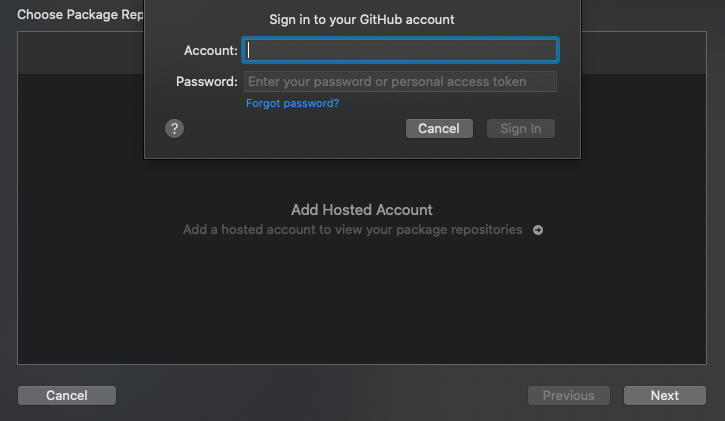 Choose Package Rep
Sign in to your GitHub account
Account:
Password: Enter your password or personal access token
Forgot password?
? Cancel Sign In
Add Hosted Account
Add a hosted account to view your package repositories
Cancel Previous Next